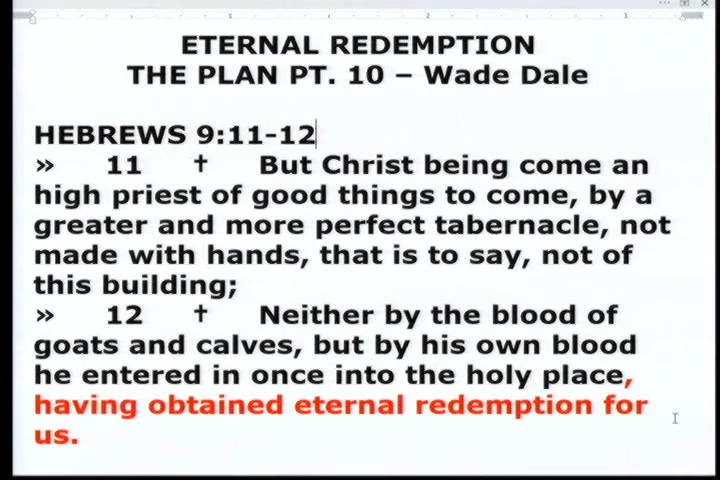 ETERNAL REDEMPTION
THE PLAN PT. 10 – Wade Dale
HEBREWS 9:11-12
» 11 ✝ But Christ being come an
high priest of good things to come, by a
greater and more perfect tabernacle, not
made with hands, that is to say, not of
this building;
» 12 ✝ Neither by the blood of
goats and calves, but by his own blood
he entered in once into the holy place,
having obtained eternal redemption for
us.